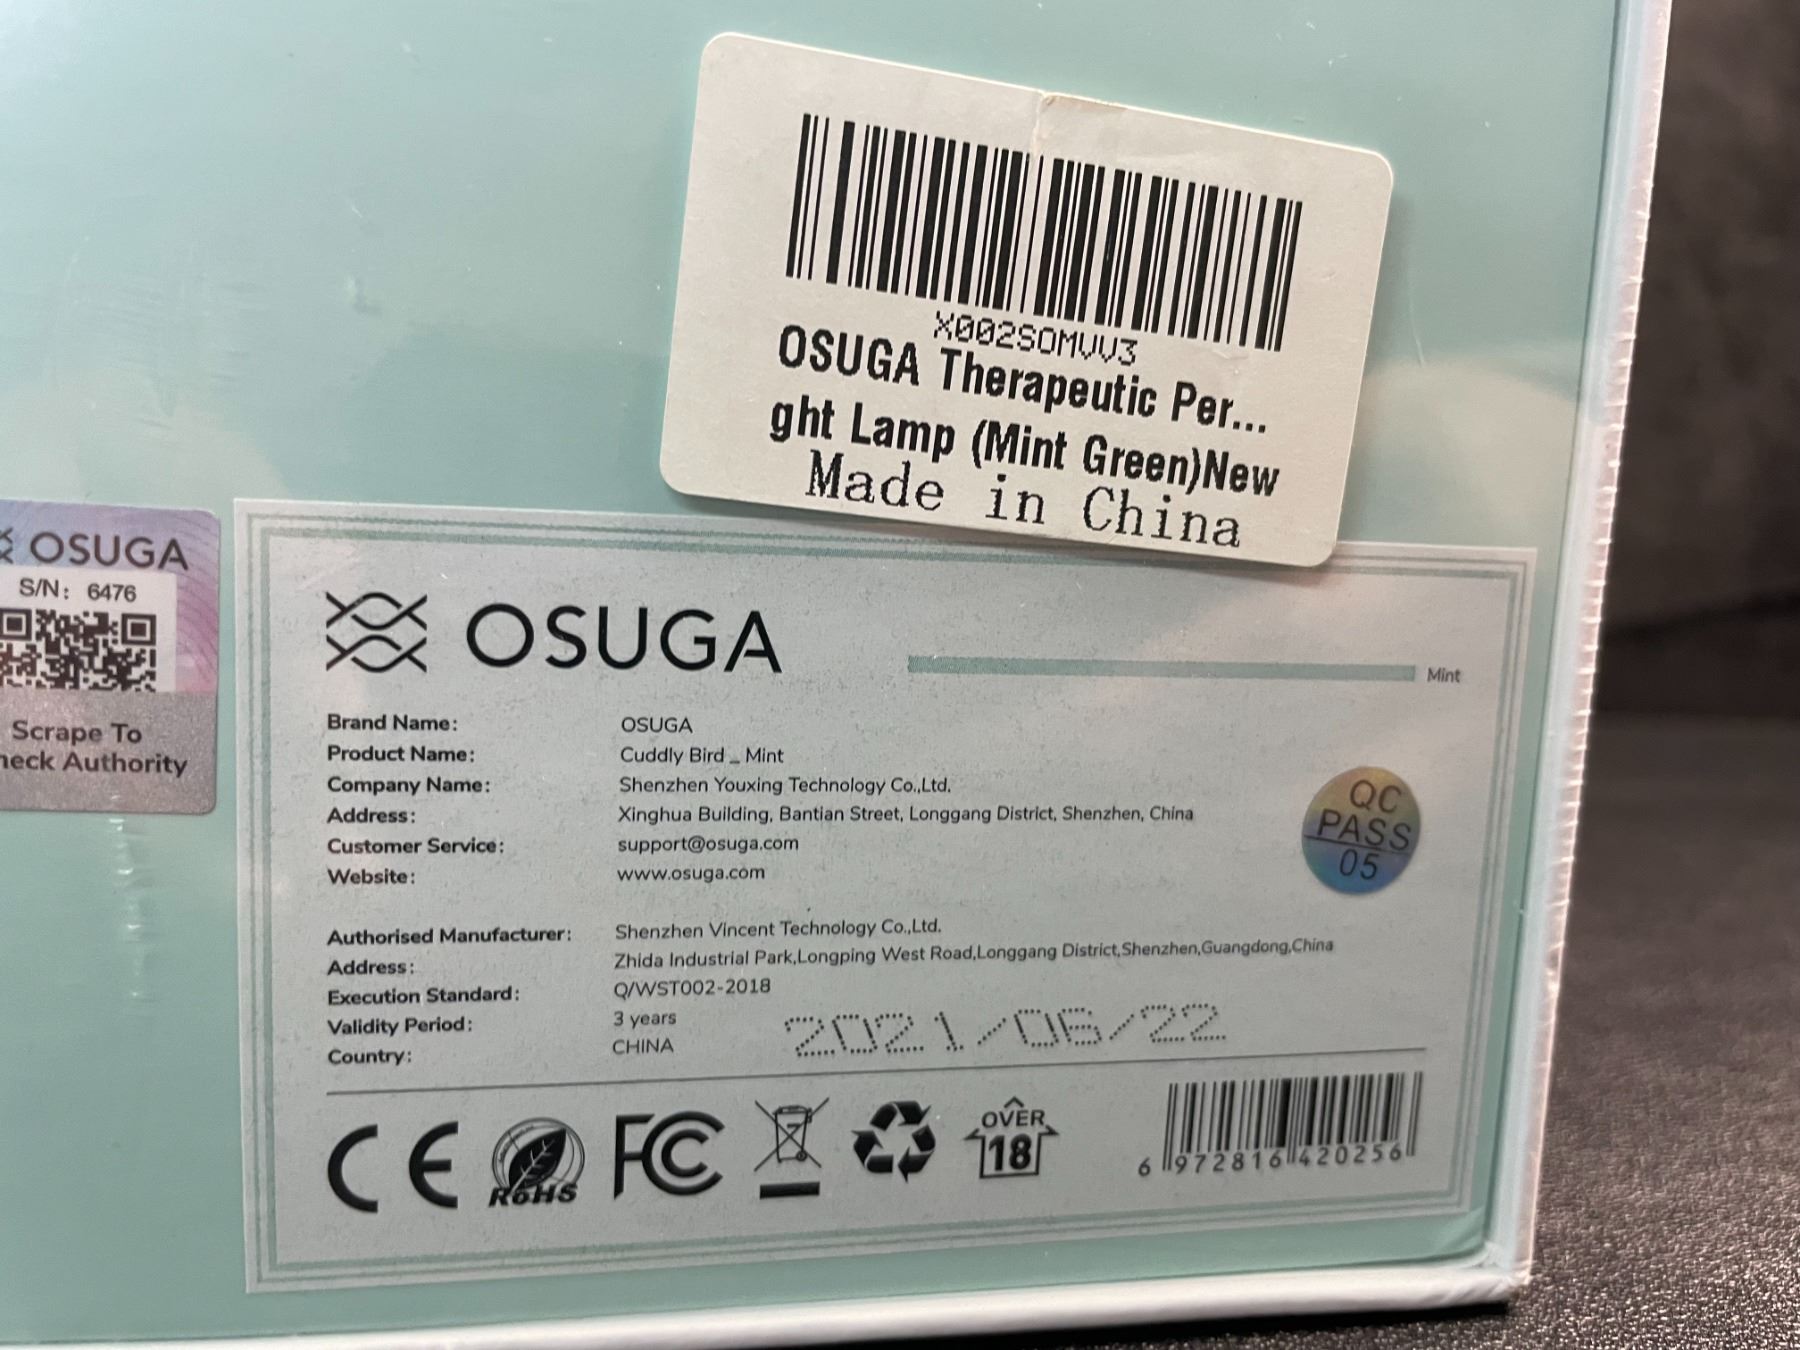 X002SOMVV3
OSUGA Therapeutic Per...
ght Lamp (Mint Green)New
Made in China
OSUGA
S/N: 6476
Scrape To
heck Authority
OSUGA
Mint
Brand Name: OSUGA
Product Name: Cuddly Bird _ Mint
Company Name: Shenzhen Youxing Technology Co.,Ltd.
Address: Xinghua Building, Bantian Street, Longgang District, Shenzhen, China
Customer Service: support@osuga.com
Website: www.osuga.com
QC
PASS
05
Authorised Manufacturer: Shenzhen Vincent Technology Co.,Ltd.
Address: Zhida Industrial Park,Longping West Road,Longgang District,Shenzhen,Guangdong,China
Execution Standard: Q/WST002-2018
Validity Period: 3 years
Country: CHINA
2021/06/22
CE
RoHS
FC
OVER
18
6 972816 420256